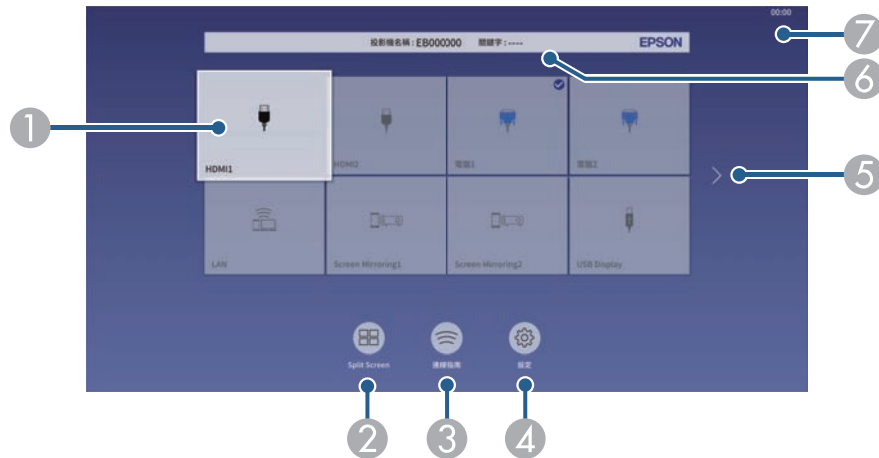 00:00
7
投影機名稱 : EB000000 關鍵字 : ---- EPSON
6
1
HDMI1 HDMI2 電腦1 電腦2
5
LAN Screen Mirroring1 Screen Mirroring2 USB Display
Split Screen 連線指南 設定
2 3 4